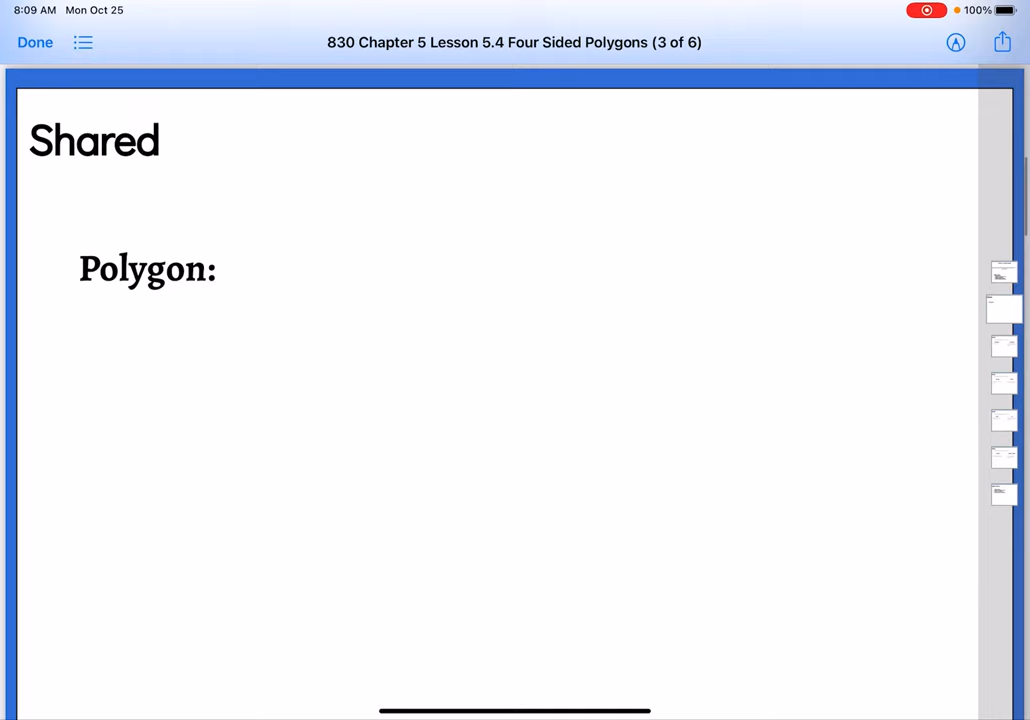 8:09 AM Mon Oct 25
100%
Done
830 Chapter 5 Lesson 5.4 Four Sided Polygons (3 of 6)
Shared
Polygon: